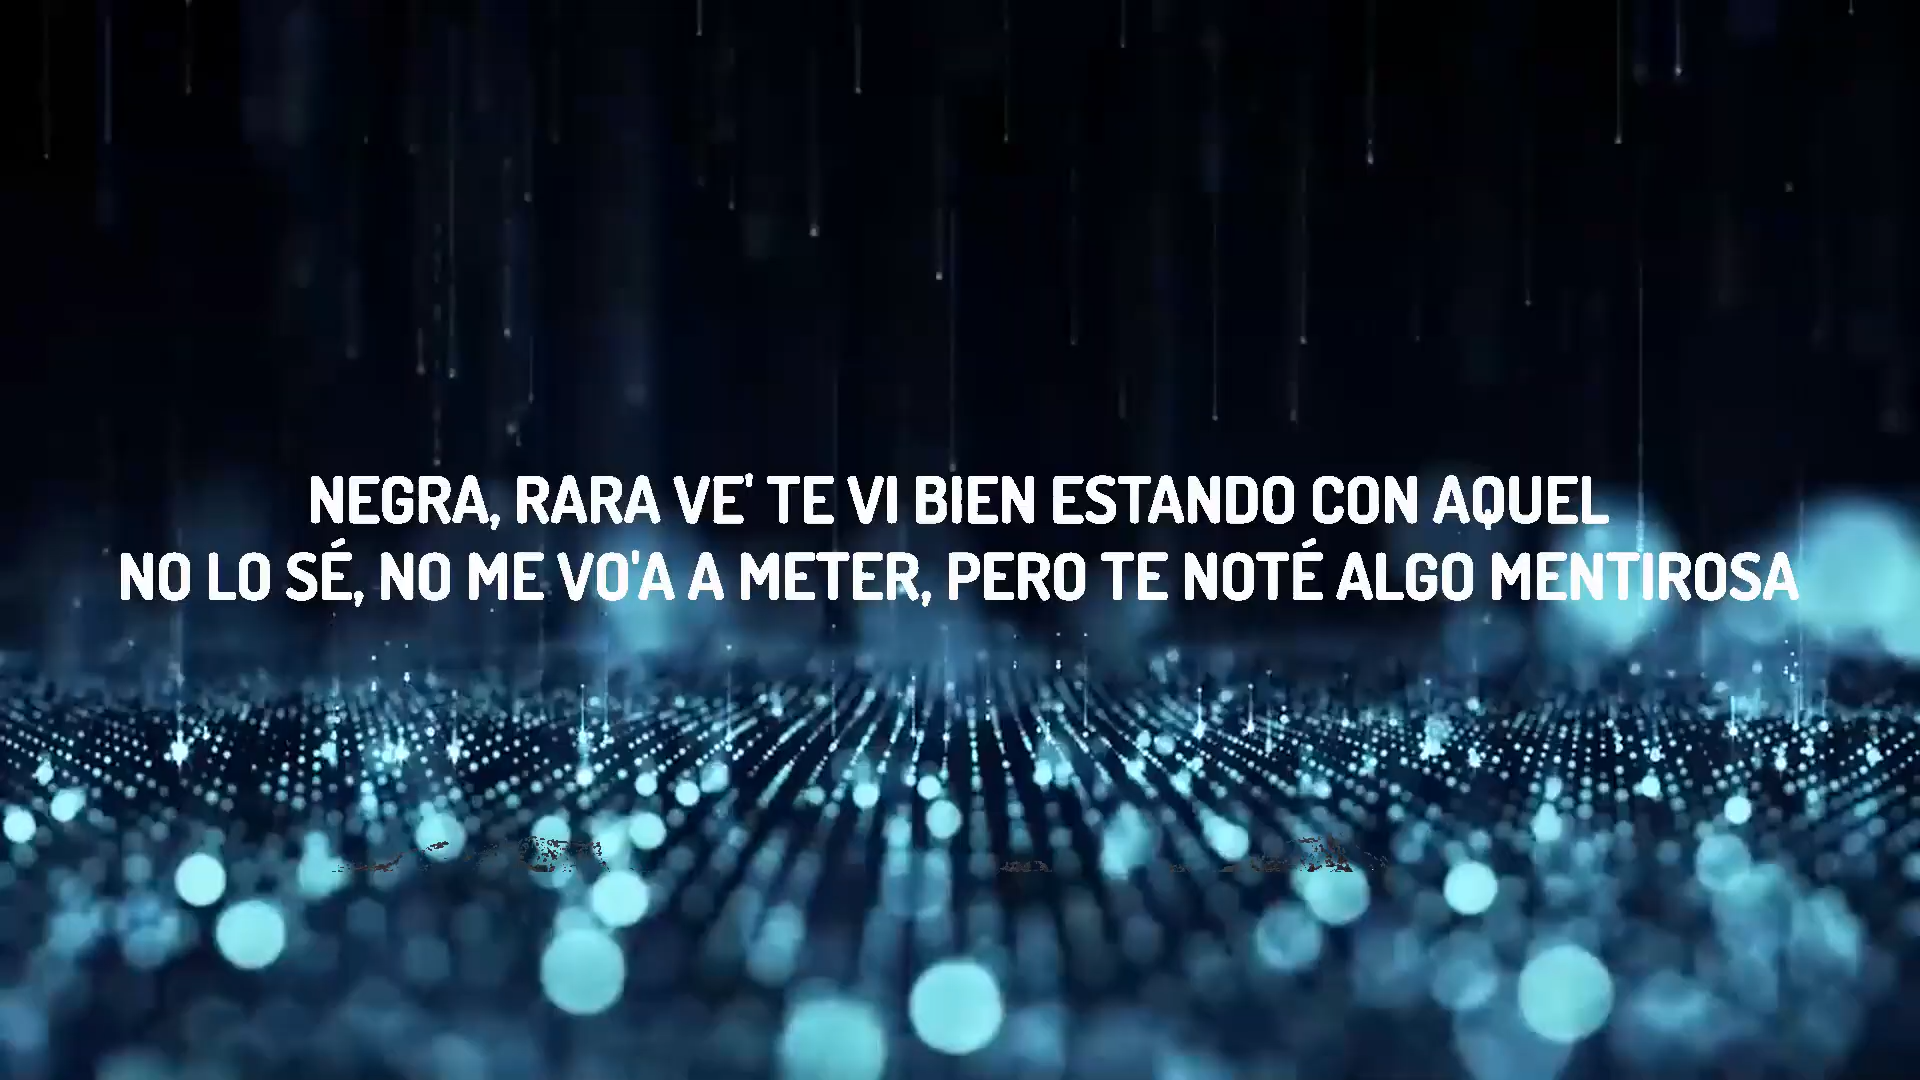 NEGRA, RARA VE' TE VI BIEN ESTANDO CON AQUEL
NO LO SÉ, NO ME VO'A A METER, PERO TE NOTÉ ALGO MENTIROSA